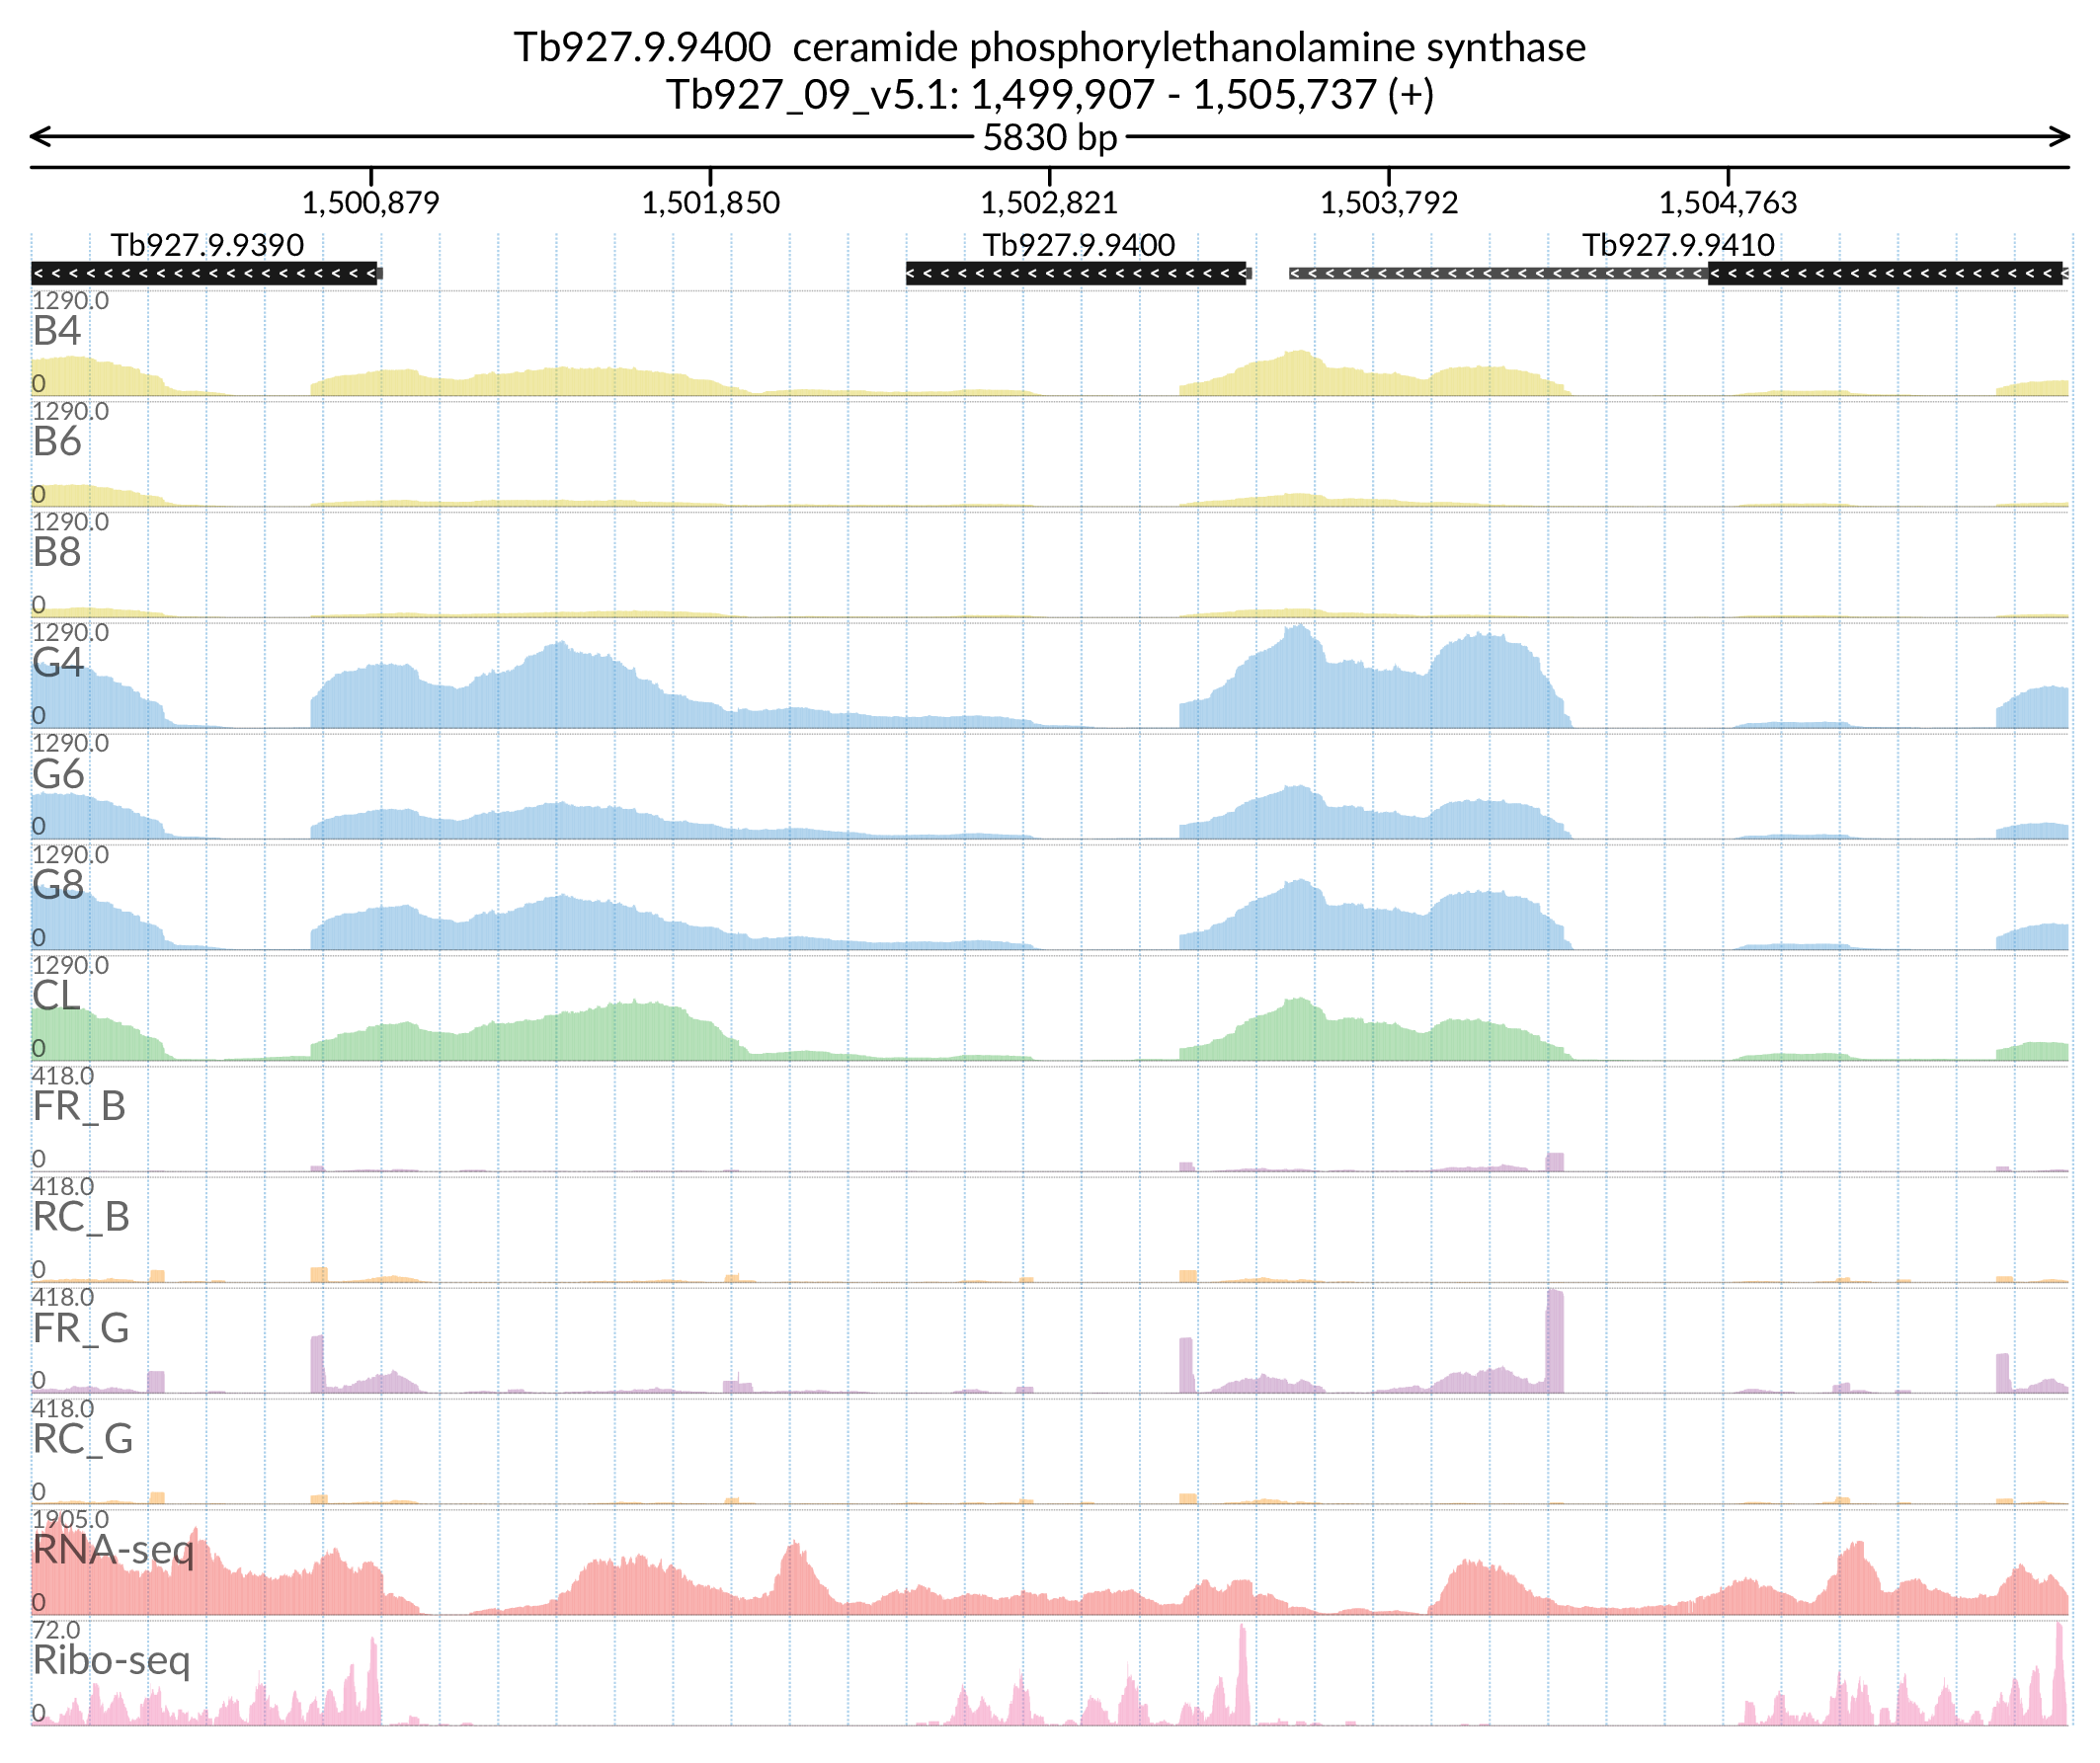 Tb927.9.9400  ceramide phosphorylethanolamine synthase
Tb927_09_v5.1: 1,499,907 - 1,505,737 (+)
5830 bp
1,500,879 1,501,850 1,502,821 1,503,792 1,504,763
Tb927.9.9390 Tb927.9.9400 Tb927.9.9410
1290.0
B4
0
1290.0
B6
0
1290.0
B8
0
1290.0
G4
0
1290.0
G6
0
1290.0
G8
0
1290.0
CL
0
418.0
FR_B
0
418.0
RC_B
0
418.0
FR_G
0
418.0
RC_G
0
1905.0
RNA-seq
0
72.0
Ribo-seq
0